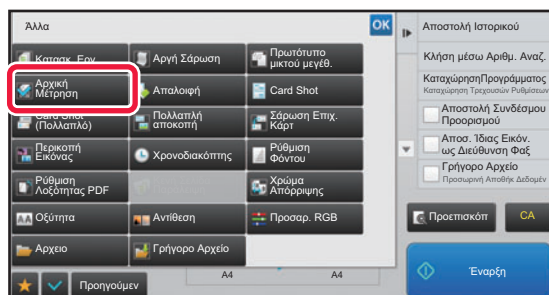 Άλλα
OK
Κατασκ. Εργ.
Αργή Σάρωση
Πρωτότυπο
μικτού μεγέθ.
Αρχική
Μέτρηση
Απαλοιφή
Card Shot
Card Shot
(Πολλαπλό)
Πολλαπλή
αποκοπή
Σάρωση Επιχ.
Κάρτ
Περικοπή
Εικόνας
Χρονοδιακόπτης
Ρύθμιση
Φόντου
Ρύθμιση
Λοξότητας PDF
Χρώμα
Απόρριψης
Οξύτητα
Αντίθεση
Προσαρ. RGB
Αρχειο
Γρήγορο Αρχείο
Προηγούμεν
A4
A4
Αποστολή Ιστορικού
Κλήση μέσω Αριθμ. Αναζ.
ΚαταχώρησηΠρογράμματος
Καταχώρηση Τρεχουσών Ρυθμίσεων
Αποστολή Συνδέσμου
Προορισμού
Αποσ. Ίδιας Εικόν.
ως Διεύθυνση Φαξ
Γρήγορο Αρχείο
Προσωρινή Αποθήκ Δεδομέν
Προεπισκόπ
CA
Έναρξη